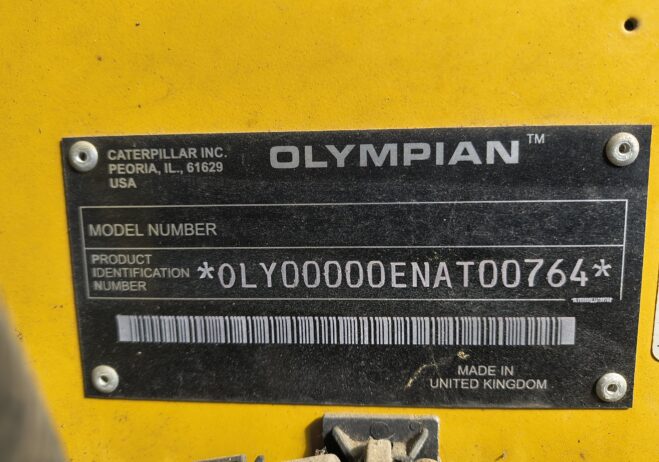 CATERPILLAR INC.
PEORIA, IL., 61629
USA
OLYMPIAN™
MODEL NUMBER
PRODUCT
IDENTIFICATION
NUMBER
*OLY00000ENAT00764*
MADE IN
UNITED KINGDOM